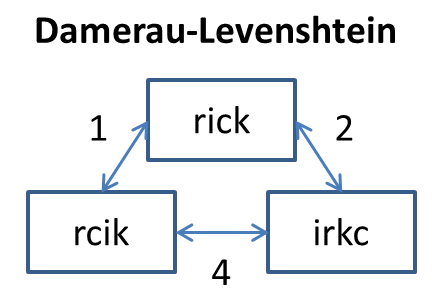 Damerau-Levenshtein
rick
1
2
rcik
irkc
4